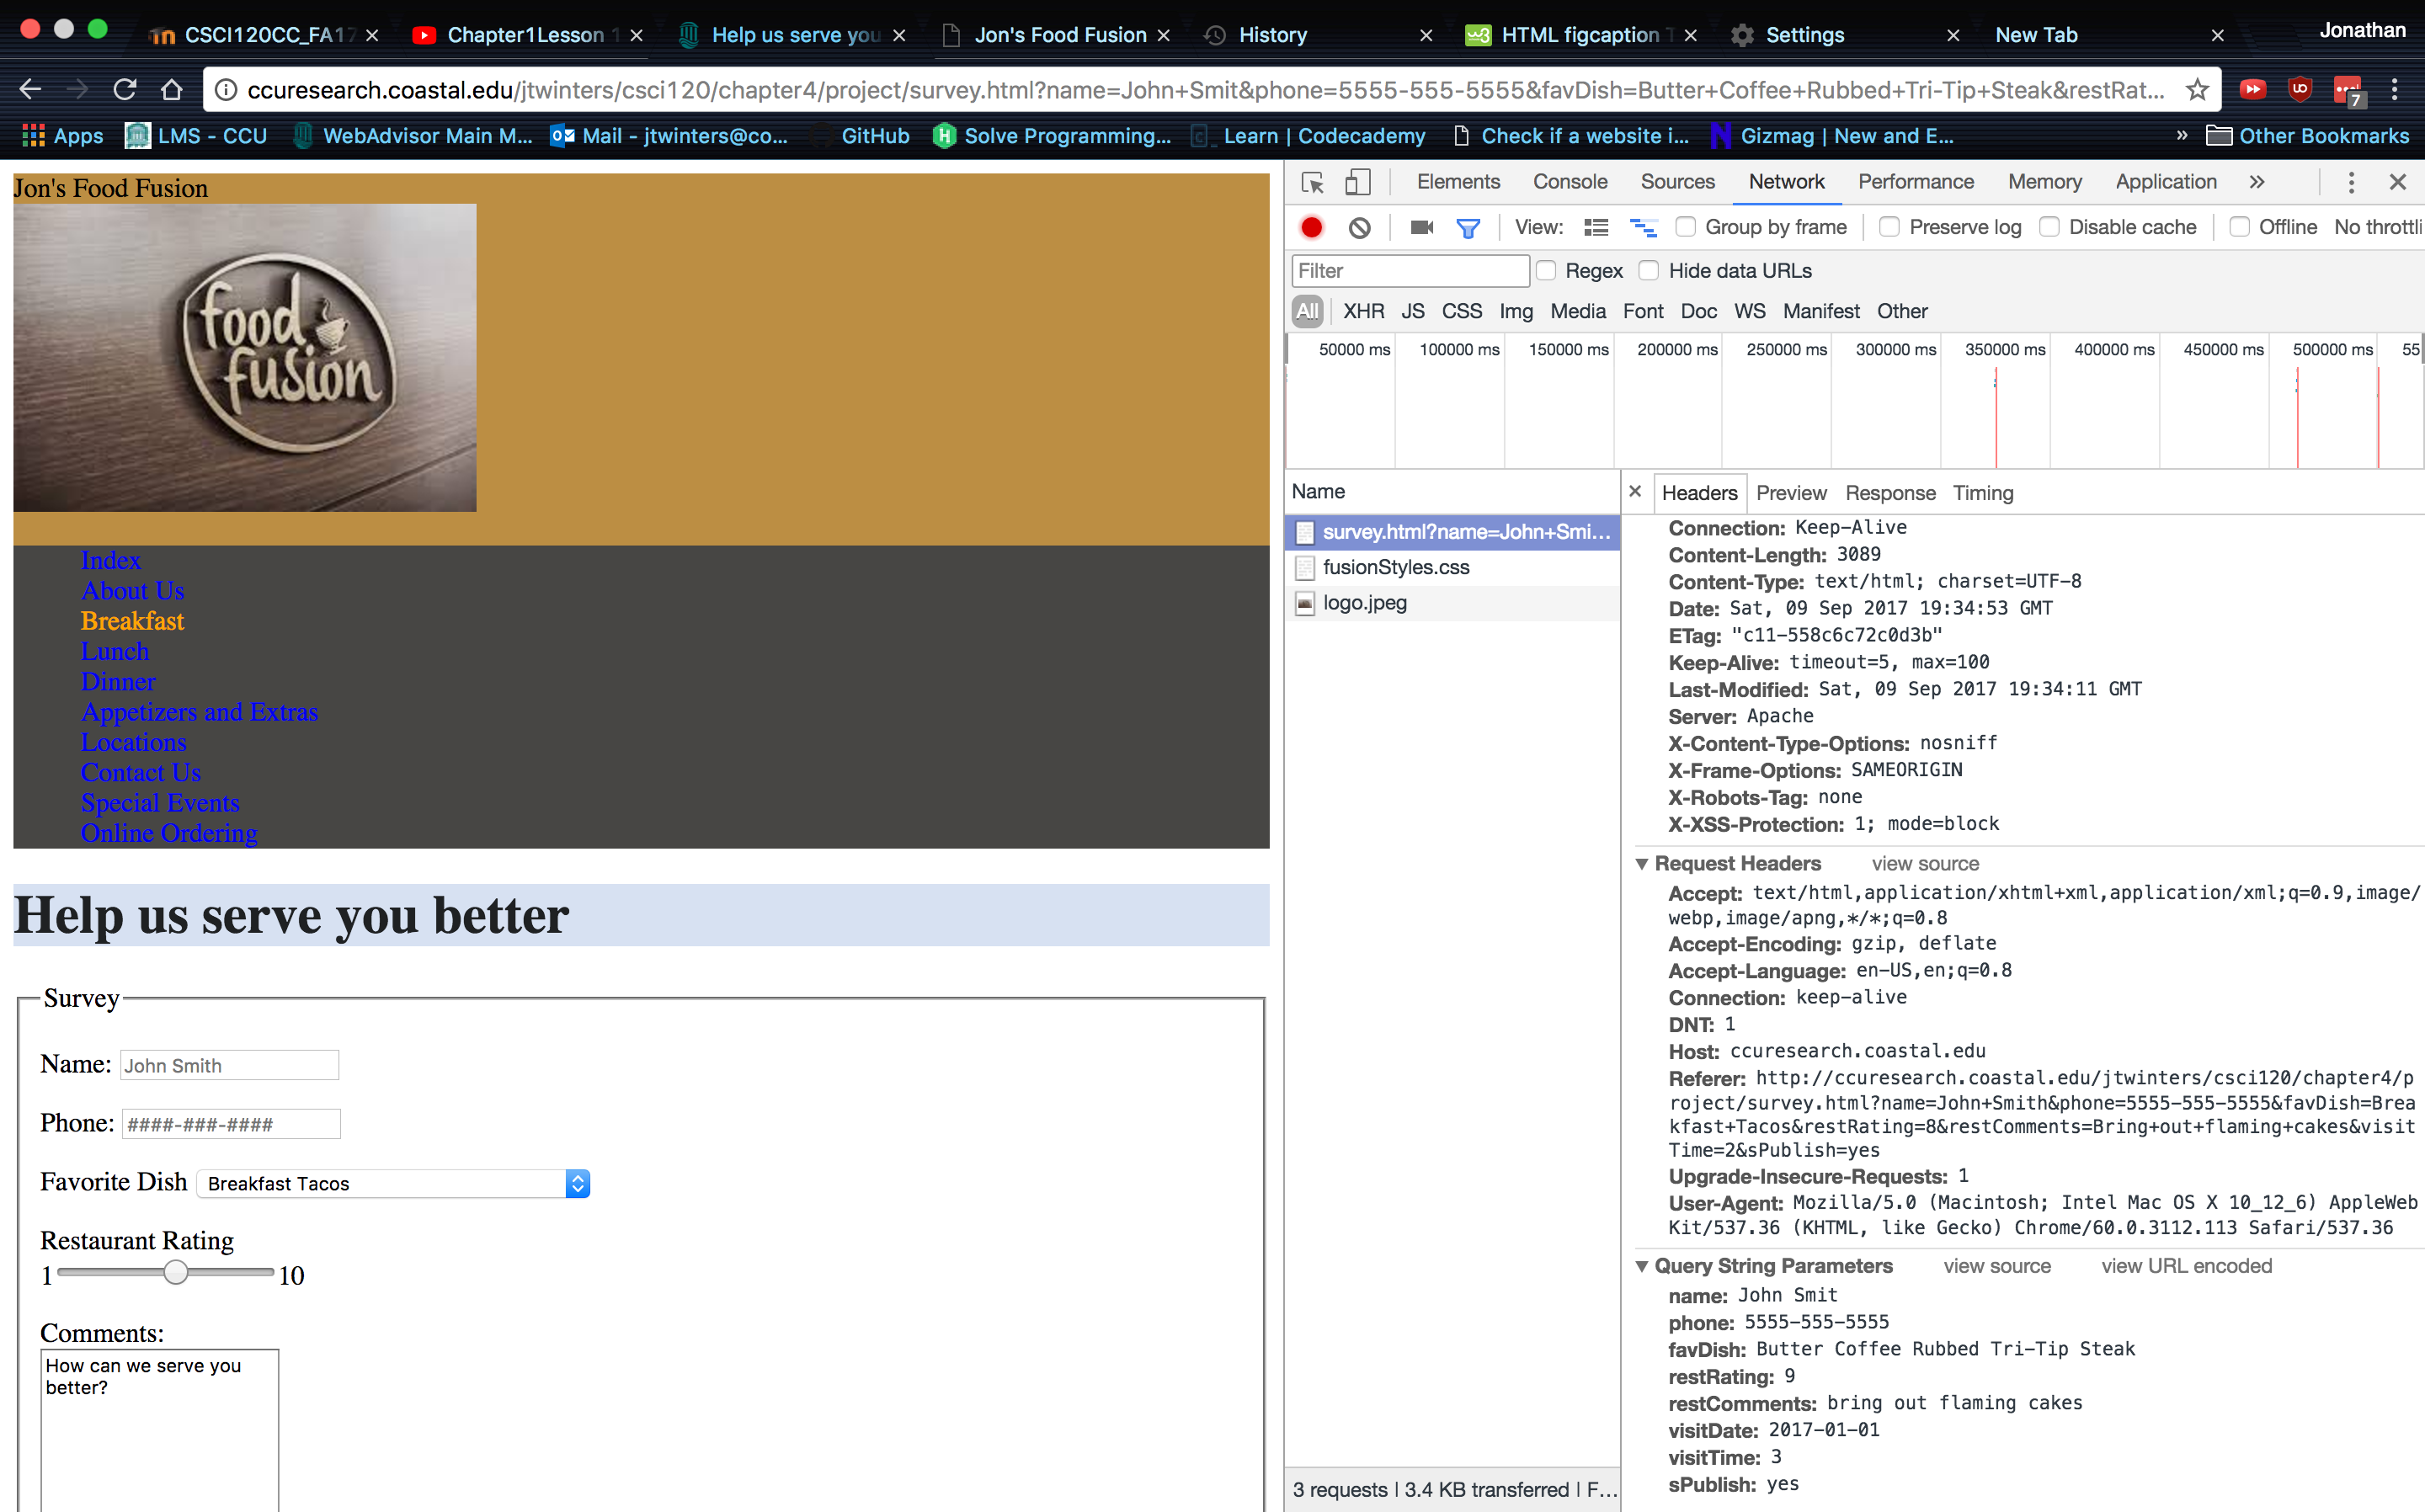 CSCI120CC_FA17
Chapter1Lesson 1
Help us serve you
Jon's Food Fusion
History
HTML figcaption T
Settings
New Tab
Jonathan
ccuresearch.coastal.edu/jtwinters/csci120/chapter4/project/survey.html?name=John+Smit&phone=5555-555-5555&favDish=Butter+Coffee+Rubbed+Tri-Tip+Steak&restRat...
7
Apps
LMS - CCU
WebAdvisor Main M...
Mail - jtwinters@co...
GitHub
Solve Programming...
Learn | Codecademy
Check if a website i...
Gizmag | New and E...
»
Other Bookmarks
Jon's Food Fusion
food
fusion
Index
About Us
Breakfast
Lunch
Dinner
Appetizers and Extras
Locations
Contact Us
Special Events
Online Ordering
Help us serve you better
Survey
Name: John Smith
Phone: ####-###-####
Favorite Dish Breakfast Tacos
Restaurant Rating
1 10
Comments:
How can we serve you
better?
Elements Console Sources Network Performance Memory Application »
View: Group by frame Preserve log Disable cache Offline No throttli
Filter Regex Hide data URLs
All XHR JS CSS Img Media Font Doc WS Manifest Other
50000 ms 100000 ms 150000 ms 200000 ms 250000 ms 300000 ms 350000 ms 400000 ms 450000 ms 500000 ms 55
Name
survey.html?name=John+Smi...
fusionStyles.css
logo.jpeg
3 requests | 3.4 KB transferred | F...
Headers Preview Response Timing
Connection: Keep-Alive
Content-Length: 3089
Content-Type: text/html; charset=UTF-8
Date: Sat, 09 Sep 2017 19:34:53 GMT
ETag: "c11-558c6c72c0d3b"
Keep-Alive: timeout=5, max=100
Last-Modified: Sat, 09 Sep 2017 19:34:11 GMT
Server: Apache
X-Content-Type-Options: nosniff
X-Frame-Options: SAMEORIGIN
X-Robots-Tag: none
X-XSS-Protection: 1; mode=block
Request Headers view source
Accept: text/html,application/xhtml+xml,application/xml;q=0.9,image/
webp,image/apng,*/*;q=0.8
Accept-Encoding: gzip, deflate
Accept-Language: en-US,en;q=0.8
Connection: keep-alive
DNT: 1
Host: ccuresearch.coastal.edu
Referer: http://ccuresearch.coastal.edu/jtwinters/csci120/chapter4/p
roject/survey.html?name=John+Smith&phone=5555-555-5555&favDish=Brea
kfast+Tacos&restRating=8&restComments=Bring+out+flaming+cakes&visit
Time=2&sPublish=yes
Upgrade-Insecure-Requests: 1
User-Agent: Mozilla/5.0 (Macintosh; Intel Mac OS X 10_12_6) AppleWeb
Kit/537.36 (KHTML, like Gecko) Chrome/60.0.3112.113 Safari/537.36
Query String Parameters view source view URL encoded
name: John Smit
phone: 5555-555-5555
favDish: Butter Coffee Rubbed Tri-Tip Steak
restRating: 9
restComments: bring out flaming cakes
visitDate: 2017-01-01
visitTime: 3
sPublish: yes